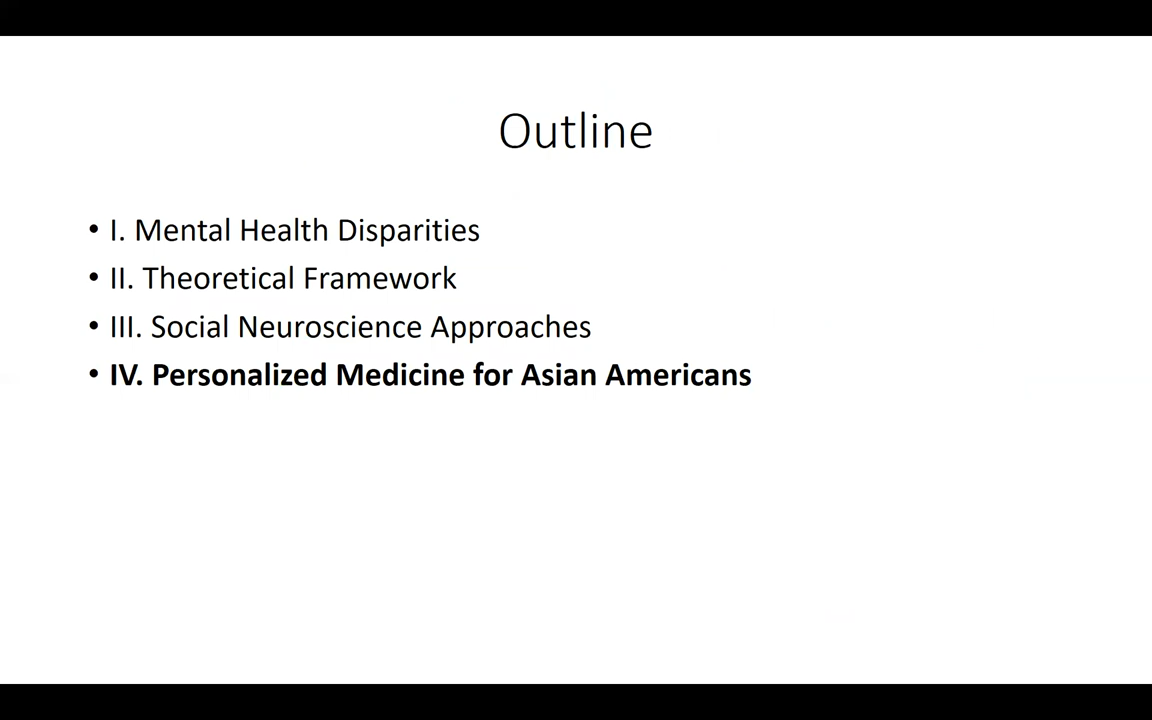 Outline
• I. Mental Health Disparities
• II. Theoretical Framework
• III. Social Neuroscience Approaches
• IV. Personalized Medicine for Asian Americans